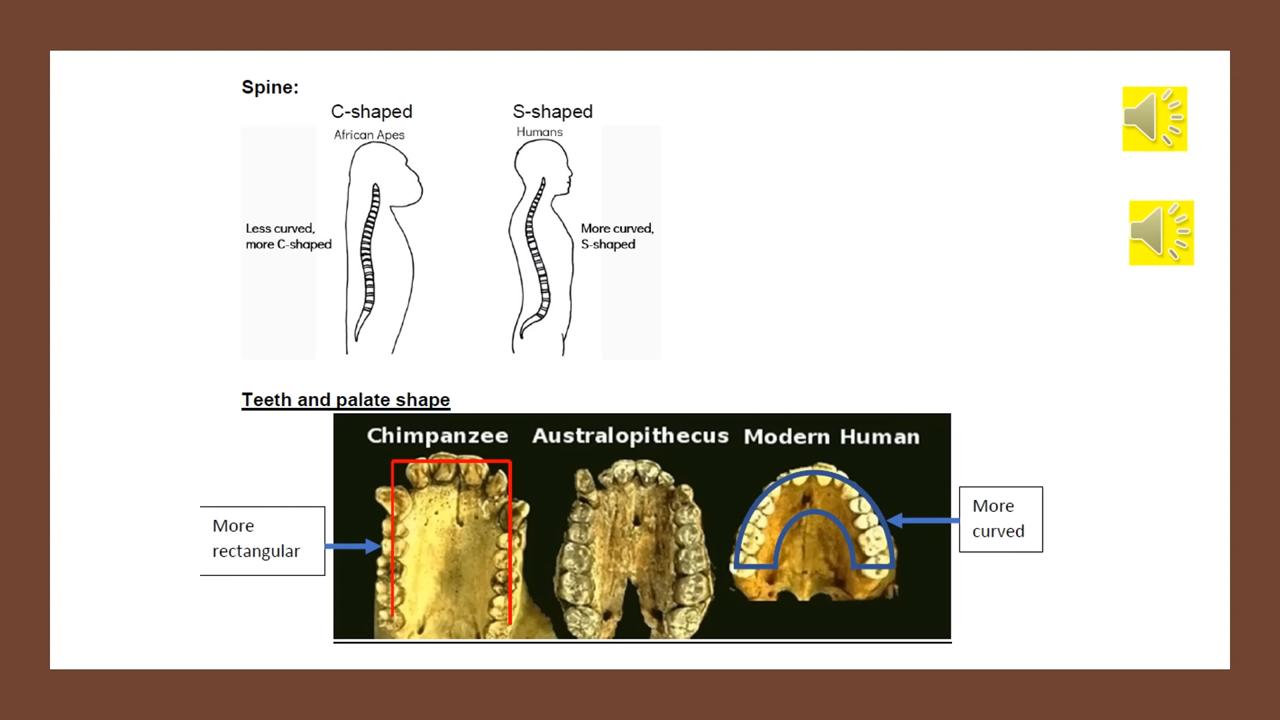 Spine:
C-shaped
S-shaped
African Apes
Humans
Less curved,
more C-shaped
More curved,
S-shaped
Teeth and palate shape
Chimpanzee
Australopithecus
Modern Human
More
rectangular
More
curved